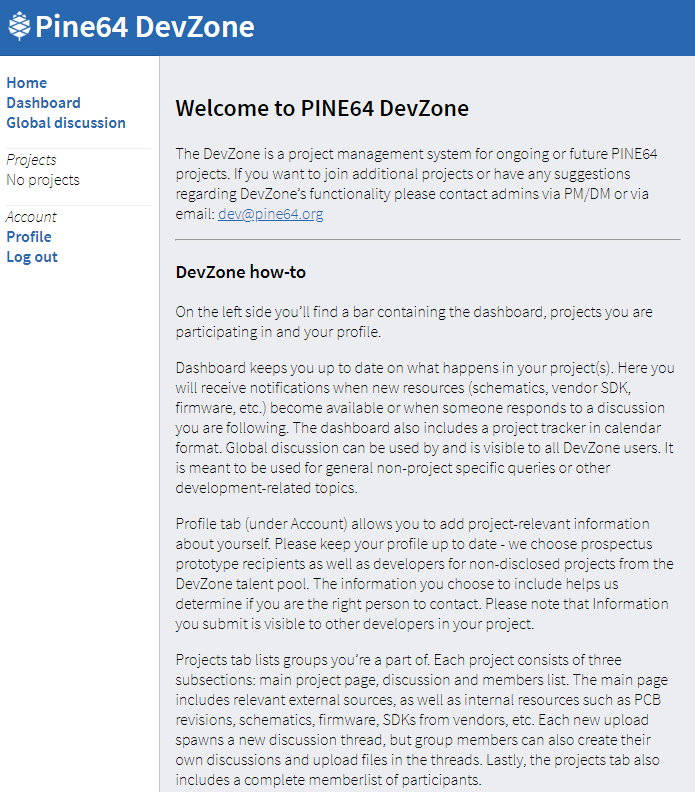 Pine64 DevZone
Home
Dashboard
Global discussion
Projects
No projects
Account
Profile
Log out
Welcome to PINE64 DevZone
The DevZone is a project management system for ongoing or future PINE64
projects. If you want to join additional projects or have any suggestions
regarding DevZone's functionality please contact admins via PM/DM or via
email: dev@pine64.org
DevZone how-to
On the left side you'll find a bar containing the dashboard, projects you are
participating in and your profile.
Dashboard keeps you up to date on what happens in your project(s). Here you
will receive notifications when new resources (schematics, vendor SDK,
firmware, etc.) become available or when someone responds to a discussion
you are following. The dashboard also includes a project tracker in calendar
format. Global discussion can be used by and is visible to all DevZone users. It
is meant to be used for general non-project specific queries or other
development-related topics.
Profile tab (under Account) allows you to add project-relevant information
about yourself. Please keep your profile up to date - we choose prospectus
prototype recipients as well as developers for non-disclosed projects from the
DevZone talent pool. The information you choose to include helps us
determine if you are the right person to contact. Please note that Information
you submit is visible to other developers in your project.
Projects tab lists groups you're a part of. Each project consists of three
subsections: main project page, discussion and members list. The main page
includes relevant external sources, as well as internal resources such as PCB
revisions, schematics, firmware, SDKs from vendors, etc. Each new upload
spawns a new discussion thread, but group members can also create their
own discussions and upload files in the threads. Lastly, the projects tab also
includes a complete memberlist of participants.